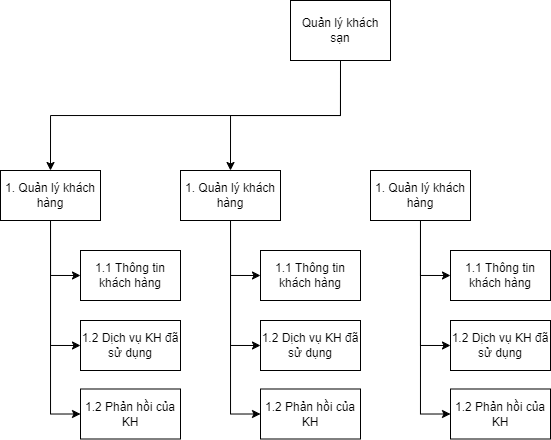 Quản lý khách
sạn
1. Quản lý khách
hàng
1. Quản lý khách
hàng
1. Quản lý khách
hàng
1.1 Thông tin
khách hàng
1.1 Thông tin
khách hàng
1.1 Thông tin
khách hàng
1.2 Dịch vụ KH đã
sử dụng
1.2 Dịch vụ KH đã
sử dụng
1.2 Dịch vụ KH đã
sử dụng
1.2 Phản hồi của
KH
1.2 Phản hồi của
KH
1.2 Phản hồi của
KH